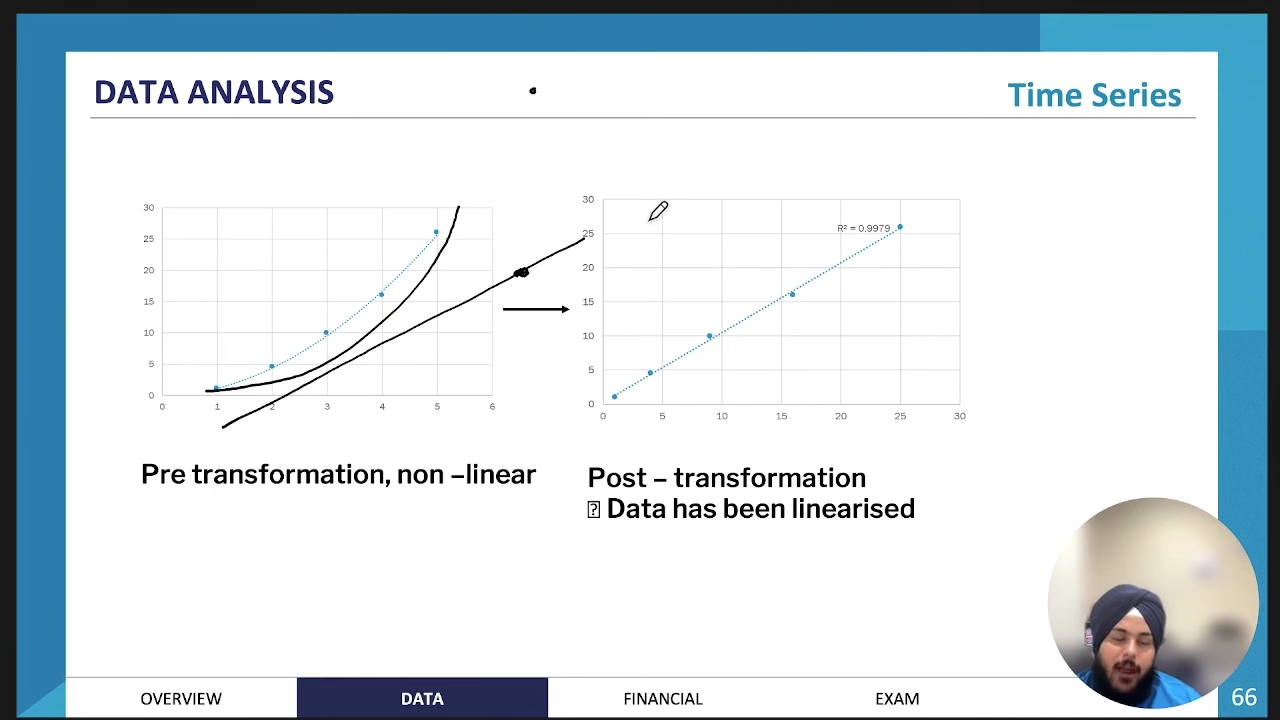 DATA ANALYSIS
Time Series
30
25
20
15
10
5
0
0 1 2 3 4 5 6
30
25
20
15
10
5
0
R² = 0.9979
0 5 10 15 20 25 30
Pre transformation, non –linear
Post – transformation
Data has been linearised
OVERVIEW DATA FINANCIAL EXAM 66